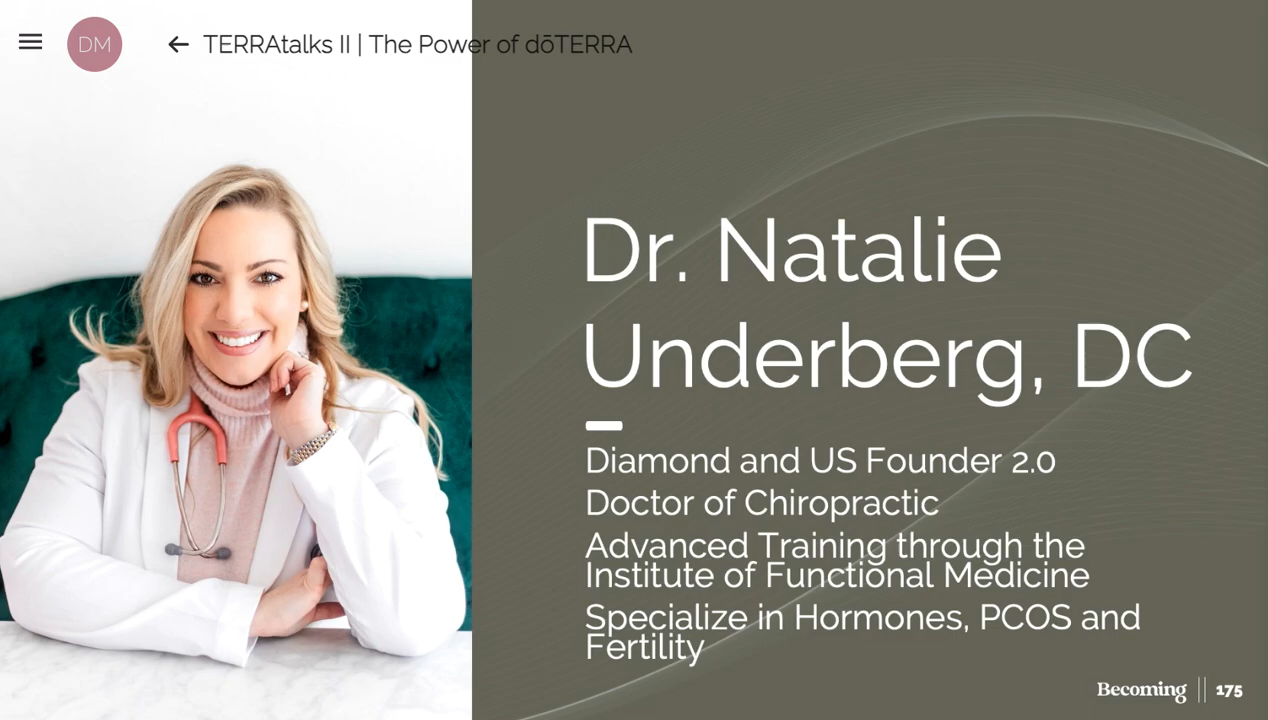 DM
TERRAtalks II | The Power of dōTERRA
Dr. Natalie
Underberg, DC
Diamond and US Founder 2.0
Doctor of Chiropractic
Advanced Training through the
Institute of Functional Medicine
Specialize in Hormones, PCOS and
Fertility
Becoming || 175